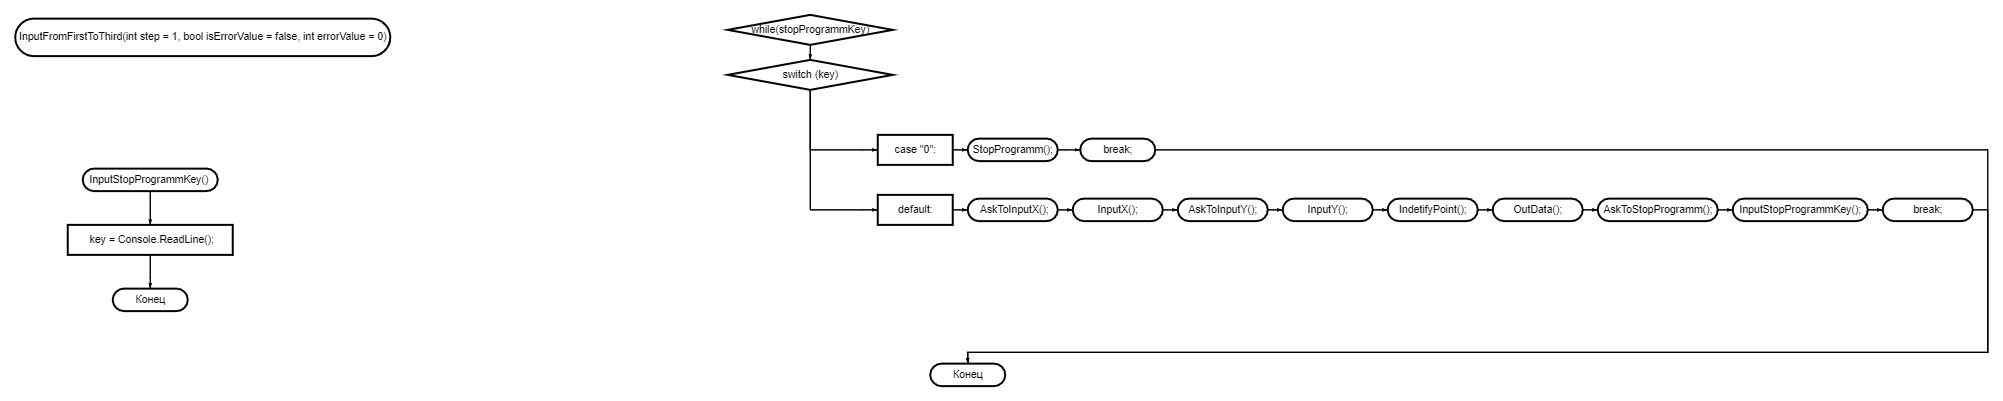 InputFromFirstToThird(int step = 1, bool isErrorValue = false, int errorValue = 0)
InputStopProgrammKey()
key = Console.ReadLine();
Конец
while(stopProgrammKey)
switch (key)
case "0":
StopProgramm();
break;
default:
AskToInputX();
InputX();
AskToInputY();
InputY();
IndetifyPoint();
OutData();
AskToStopProgramm();
InputStopProgrammKey();
break;
Конец